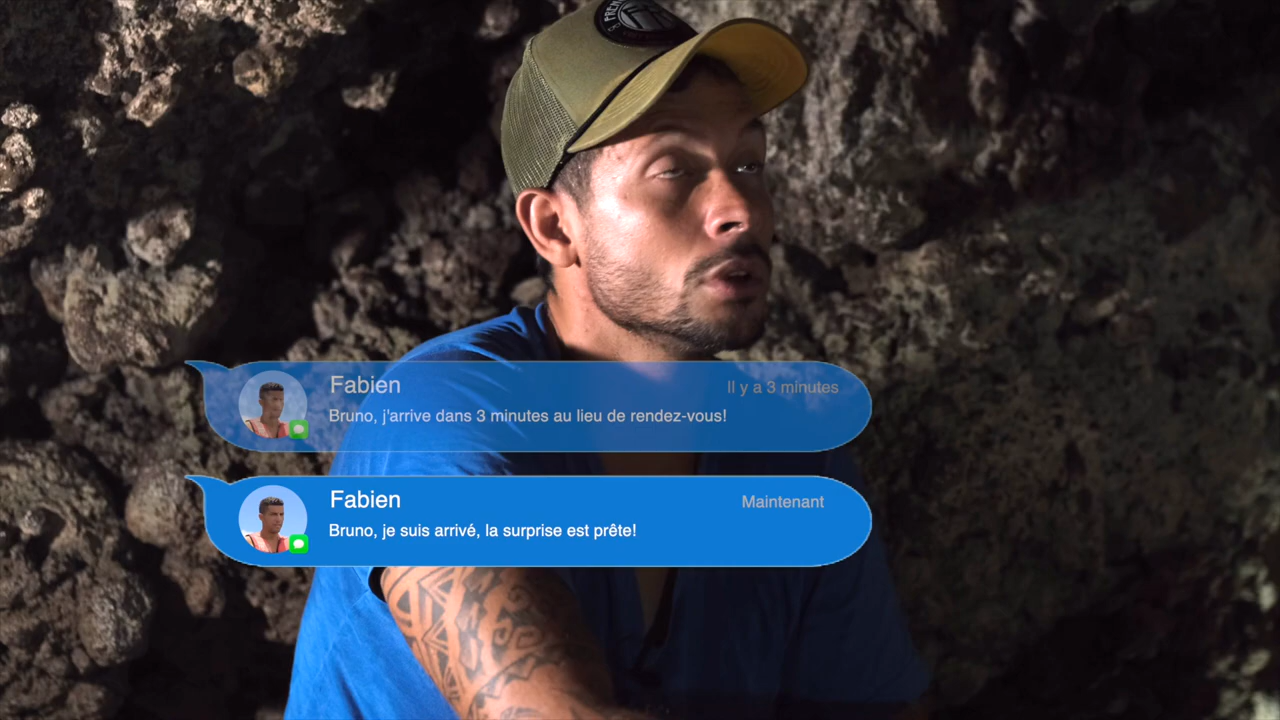 Fabien
Il y a 3 minutes
Bruno, j'arrive dans 3 minutes au lieu de rendez-vous!
Fabien
Maintenant
Bruno, je suis arrivé, la surprise est prête!